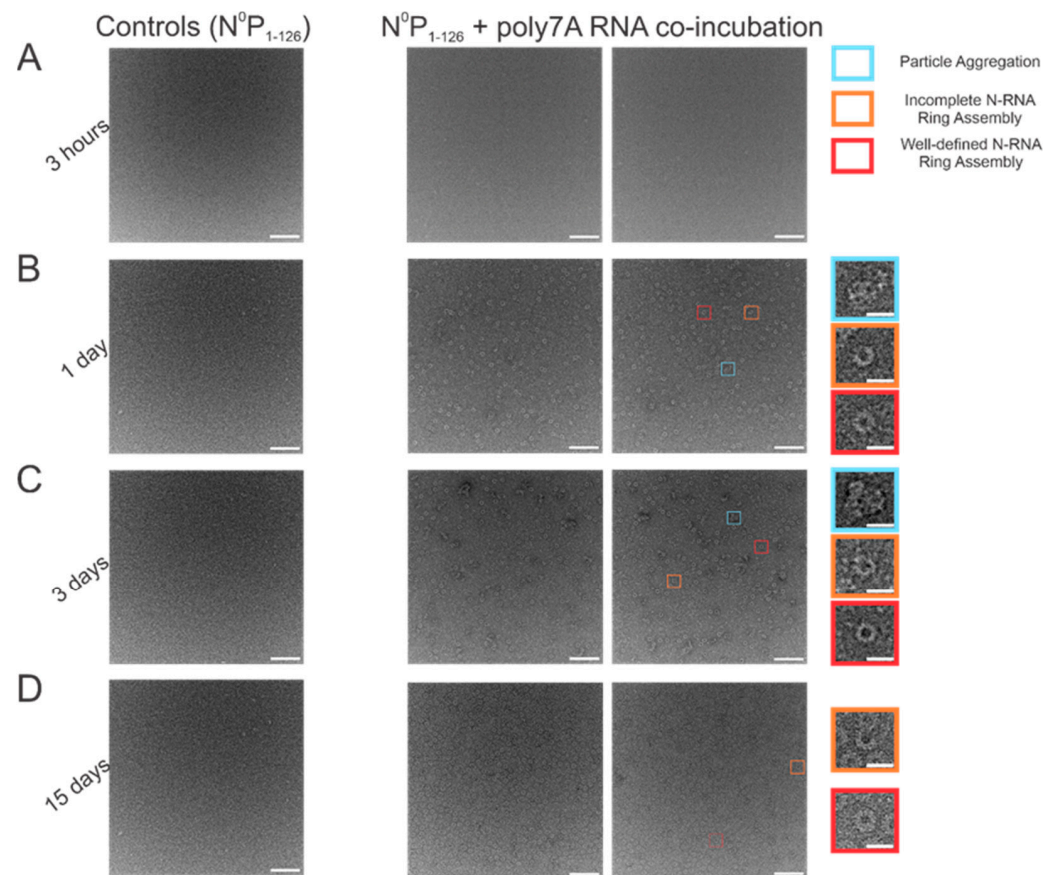 Controls (N⁰P₁₋₁₂₆)
N⁰P₁₋₁₂₆ + poly7A RNA co-incubation
A
3 hours
Particle Aggregation
Incomplete N-RNA
Ring Assembly
Well-defined N-RNA
Ring Assembly
B
1 day
C
3 days
D
15 days